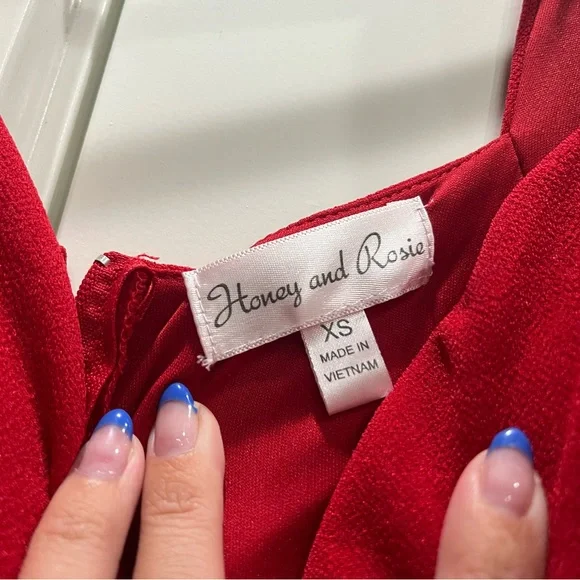 Honey and Rosie
XS
MADE IN
VIETNAM